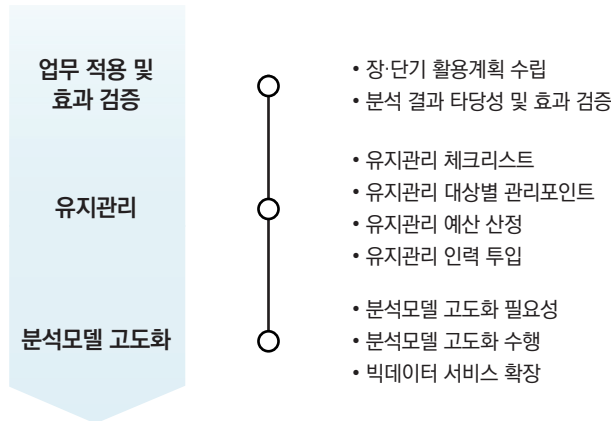 업무 적용 및
효과 검증
• 장·단기 활용계획 수립
• 분석 결과 타당성 및 효과 검증
유지관리
• 유지관리 체크리스트
• 유지관리 대상별 관리포인트
• 유지관리 예산 산정
• 유지관리 인력 투입
분석모델 고도화
• 분석모델 고도화 필요성
• 분석모델 고도화 수행
• 빅데이터 서비스 확장